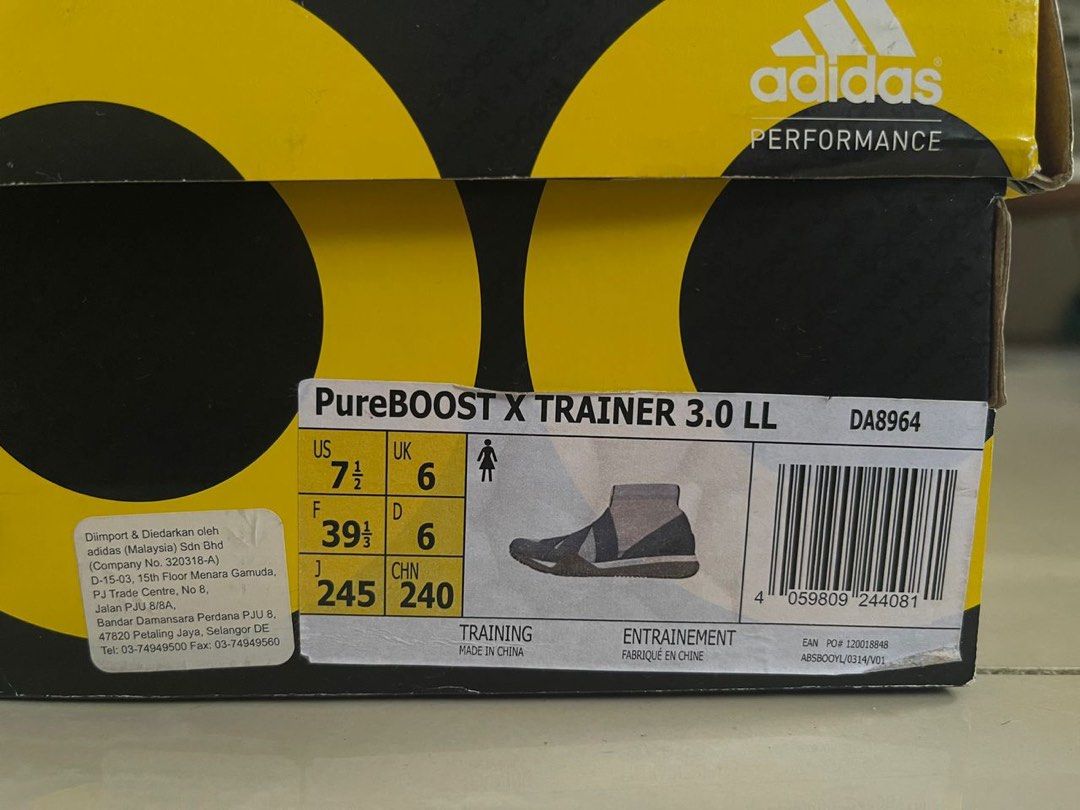 adidas®
PERFORMANCE
PureBOOST X TRAINER 3.0 LL
DA8964
US 7½
UK 6
F 39⅓
D 6
J 245
CHN 240
4 059809 244081
TRAINING
MADE IN CHINA
ENTRAINEMENT
FABRIQUÉ EN CHINE
EAN PO# 120018848
ABSBOOYL/0314/V01
Diimport & Diedarkan oleh
adidas (Malaysia) Sdn Bhd
(Company No. 320318-A)
D-15-03, 15th Floor Menara Gamuda,
PJ Trade Centre, No 8,
Jalan PJU 8/8A,
Bandar Damansara Perdana PJU 8,
47820 Petaling Jaya, Selangor DE
Tel: 03-74949500 Fax: 03-74949560